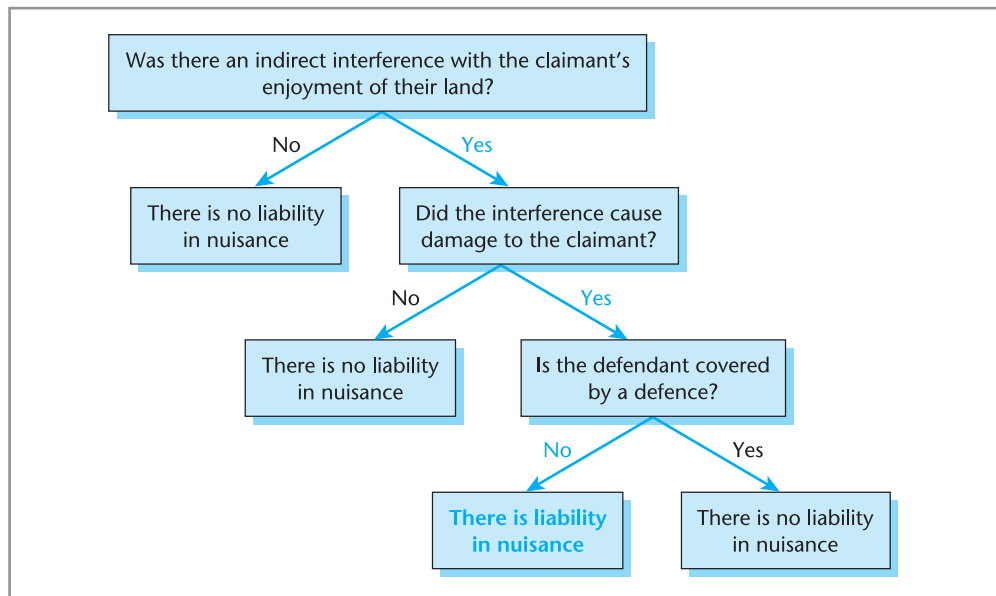 Was there an indirect interference with the claimant’s
enjoyment of their land?
No
Yes
There is no liability
in nuisance
Did the interference cause
damage to the claimant?
No
Yes
There is no liability
in nuisance
Is the defendant covered
by a defence?
No
Yes
There is liability
in nuisance
There is no liability
in nuisance